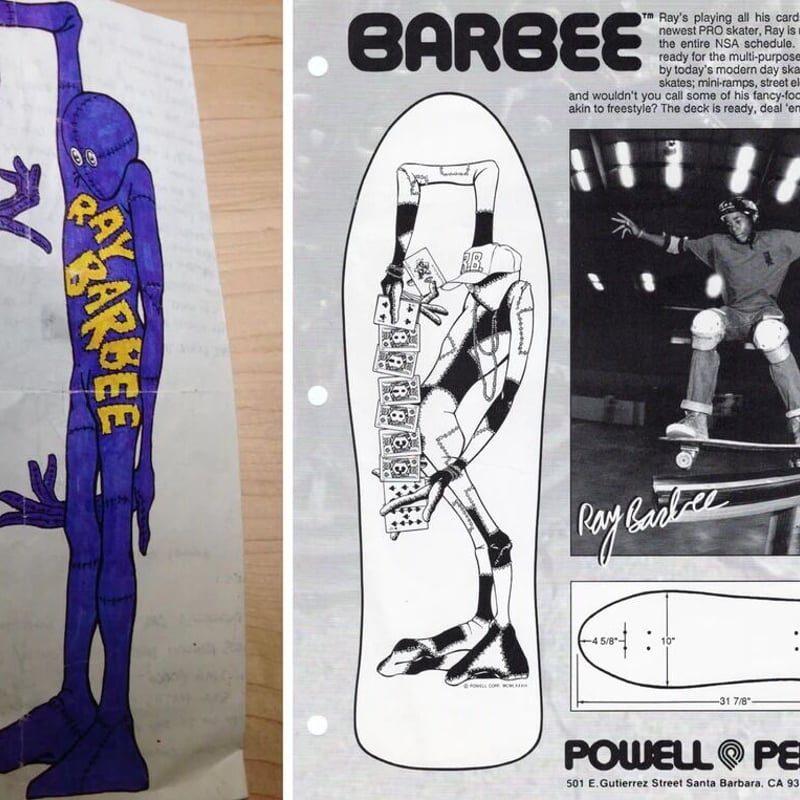 RAY
BARBEE
BARBEE™
Ray's playing all his card
newest PRO skater, Ray is
the entire NSA schedule.
ready for the multi-purpose
by today's modern day ska
skates; mini-ramps, street el
and wouldn't you call some of his fancy-foo
akin to freestyle? The deck is ready, deal 'em
RB
© POWELL CORP.
Ray Barbee
4 5/8"
10"
31 7/8"
POWELL PE
501 E.Gutierrez Street Santa Barbara, CA 93